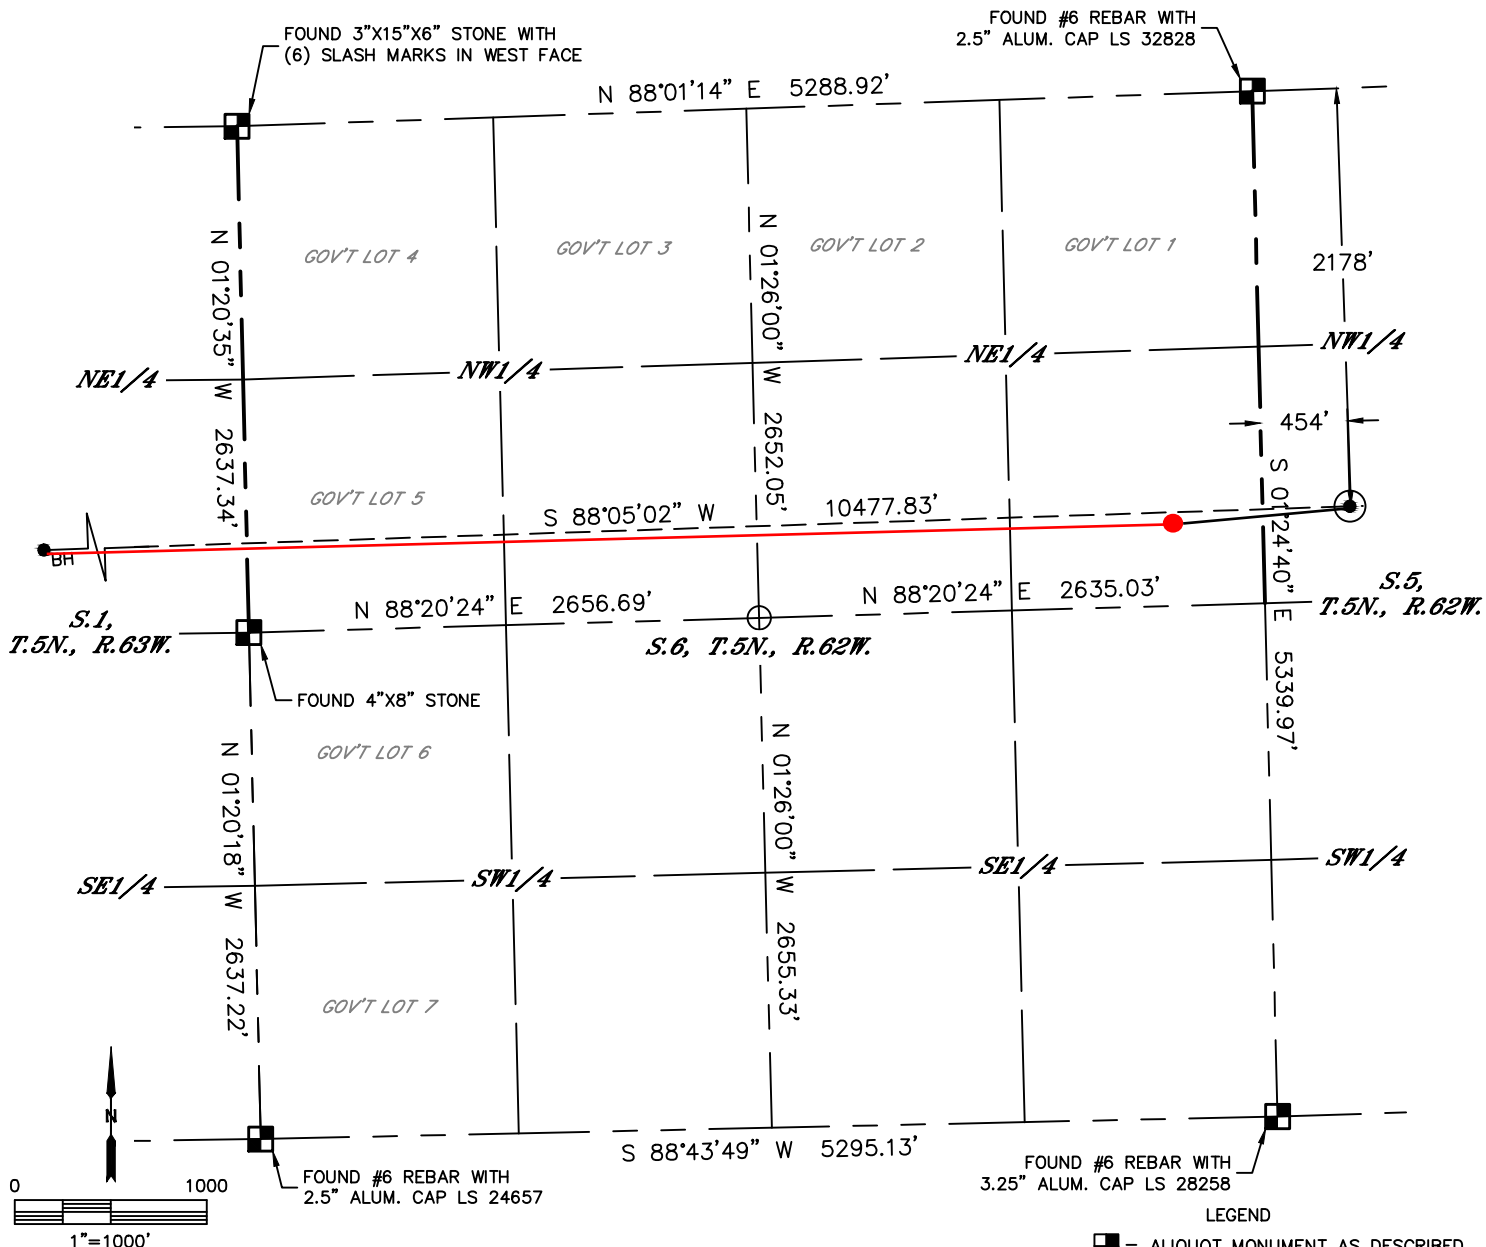 FOUND 3"X15"X6" STONE WITH
(6) SLASH MARKS IN WEST FACE
FOUND #6 REBAR WITH
2.5" ALUM. CAP LS 32828
N 88°01'14" E 5288.92'
GOV'T LOT 4
GOV'T LOT 3
GOV'T LOT 2
GOV'T LOT 1
N 01°20'35" W 2637.34'
N 01°26'00" W 2652.05'
2178'
NE1/4
NW1/4
NE1/4
NW1/4
454'
GOV'T LOT 5
S 88°05'02" W 10477.83'
S 01°24'40" E 5339.97'
BH
S.1,
T.5N., R.63W.
N 88°20'24" E 2656.69'
N 88°20'24" E 2635.03'
S.5,
T.5N., R.62W.
S.6, T.5N., R.62W.
FOUND 4"X8" STONE
GOV'T LOT 6
N 01°20'18" W 2637.22'
N 01°26'00" W 2655.33'
SE1/4
SW1/4
SE1/4
SW1/4
GOV'T LOT 7
N
S 88°43'49" W 5295.13'
FOUND #6 REBAR WITH
2.5" ALUM. CAP LS 24657
FOUND #6 REBAR WITH
3.25" ALUM. CAP LS 28258
0 1000
1"=1000'
LEGEND
= ALIQUOT MONUMENT AS DESCRIBED